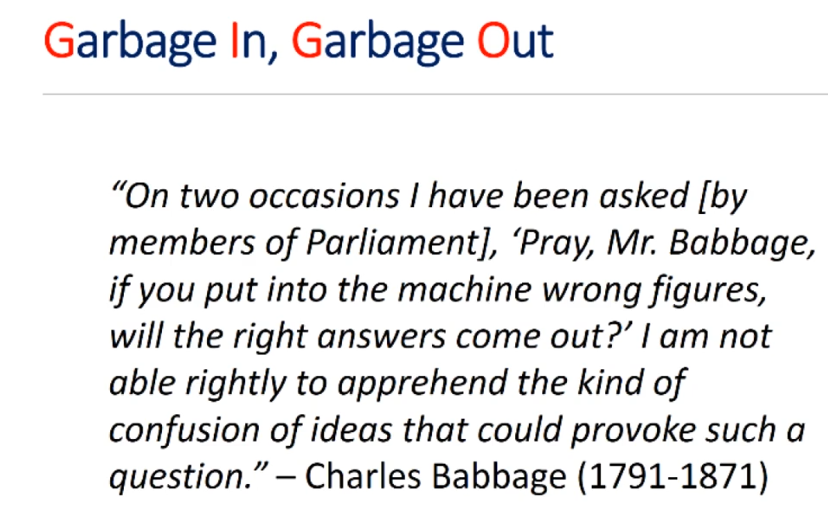 Garbage In, Garbage Out
“On two occasions I have been asked [by
members of Parliament], ‘Pray, Mr. Babbage,
if you put into the machine wrong figures,
will the right answers come out?’ I am not
able rightly to apprehend the kind of
confusion of ideas that could provoke such a
question.” – Charles Babbage (1791-1871)